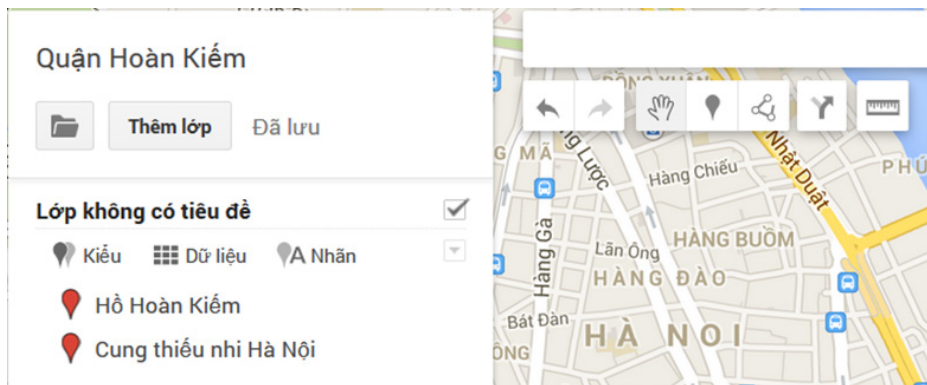 Quận Hoàn Kiếm
Thêm lớp
Đã lưu
Lớp không có tiêu đề
Kiểu
Dữ liệu
A Nhãn
Hồ Hoàn Kiếm
Cung thiếu nhi Hà Nội
ĐỒNG XUÂN
G MÃ
ng Lược
Hàng Chiếu
Nhật Duật
PHÚ
Hàng Gà
Lãn Ông
HÀNG BUỒM
HÀNG ĐÀO
Bát Đàn
HÀ NOI
ÔNG